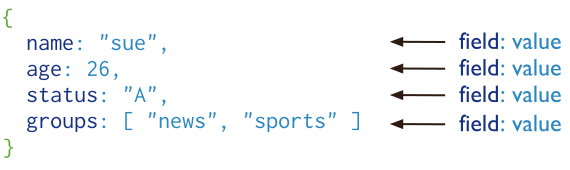 {
name: "sue", field: value
age: 26, field: value
status: "A", field: value
groups: [ "news", "sports" ] field: value
}